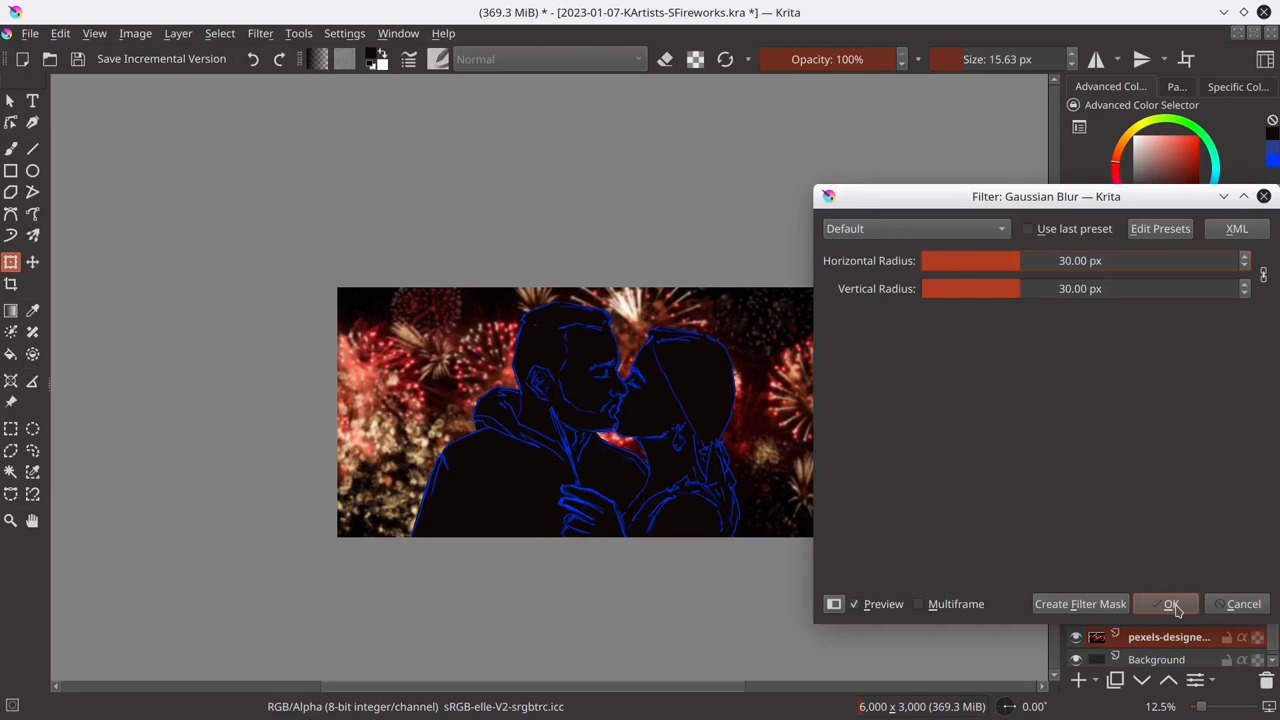 (369.3 MiB) * - [2023-01-07-KArtists-SFireworks.kra *] — Krita
File Edit View Image Layer Select Filter Tools Settings Window Help
Save Incremental Version Normal Opacity: 100% Size: 15.63 px
Advanced Col... Pa... Specific Col...
Advanced Color Selector
Filter: Gaussian Blur — Krita
Default Use last preset Edit Presets XML
Horizontal Radius: 30.00 px
Vertical Radius: 30.00 px
Preview Multiframe Create Filter Mask OK Cancel
pexels-designe...
Background
RGB/Alpha (8-bit integer/channel) sRGB-elle-V2-srgbtrc.icc 6,000 x 3,000 (369.3 MiB) 0.00° 12.5%